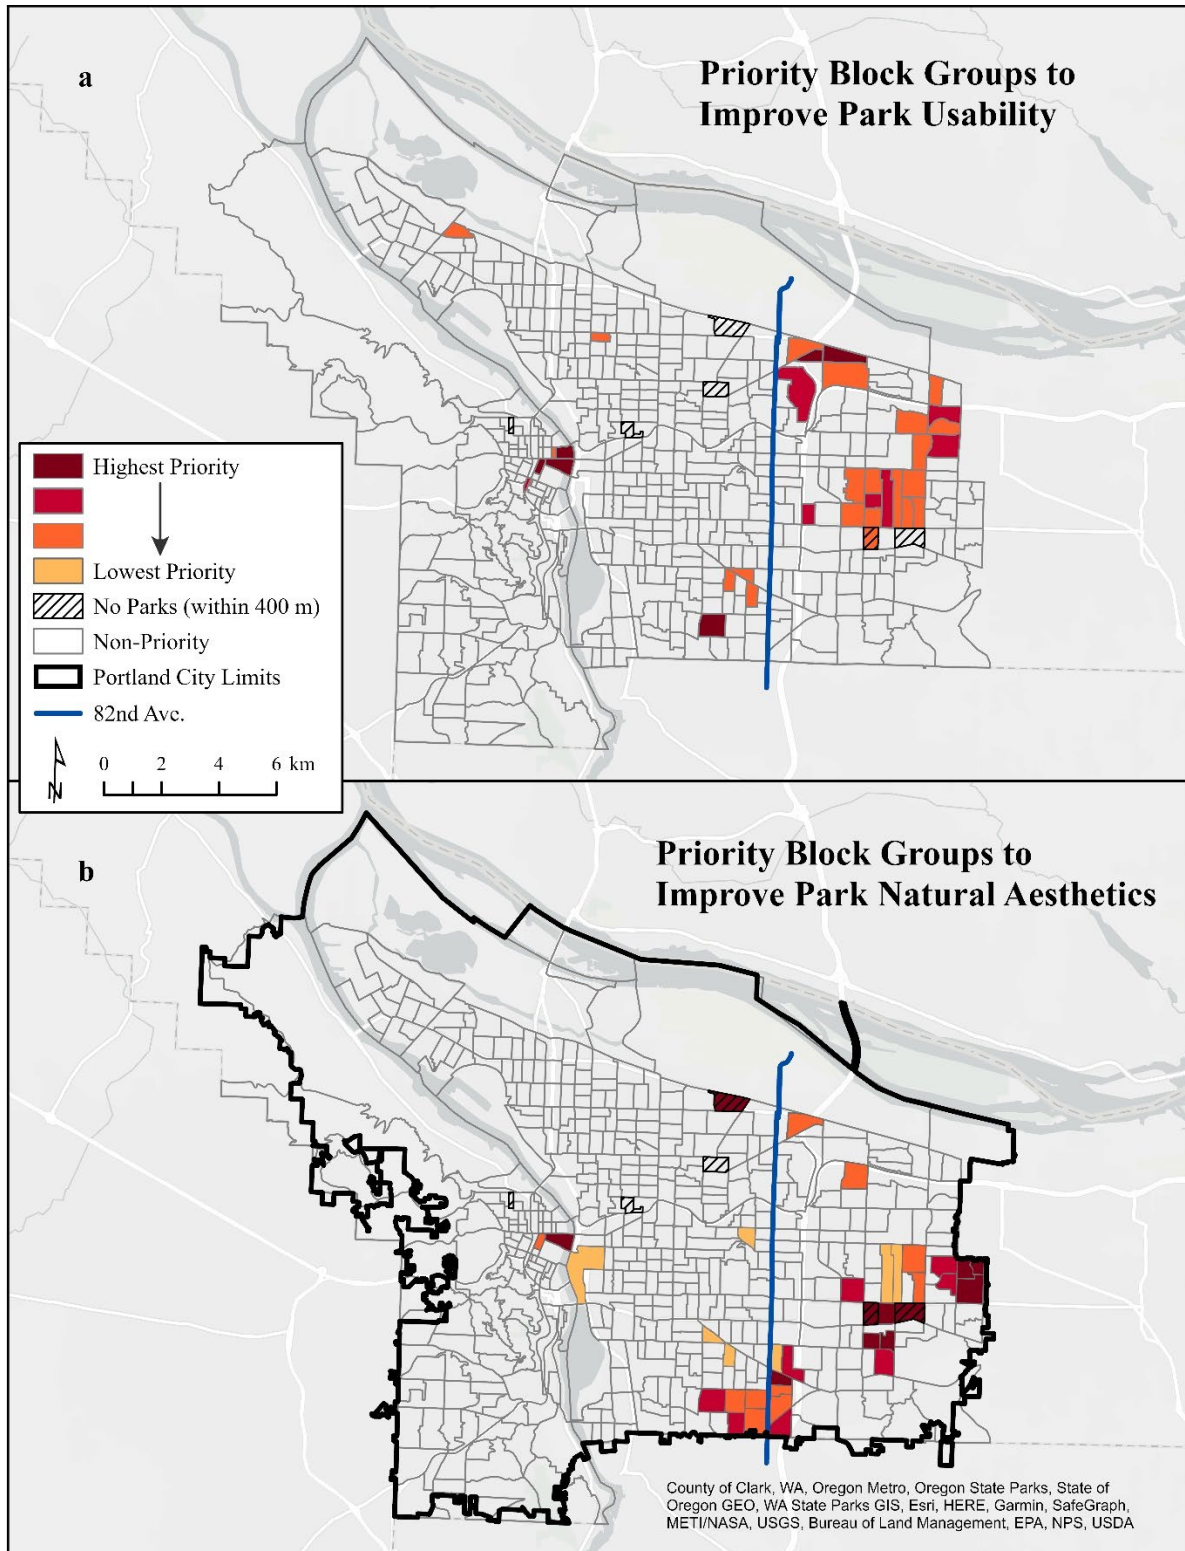 a
Priority Block Groups to
Improve Park Usability
Highest Priority
Lowest Priority
No Parks (within 400 m)
Non-Priority
Portland City Limits
82nd Ave.
N
0 2 4 6 km
b
Priority Block Groups to
Improve Park Natural Aesthetics
County of Clark, WA, Oregon Metro, Oregon State Parks, State of
Oregon GEO, WA State Parks GIS, Esri, HERE, Garmin, SafeGraph,
METI/NASA, USGS, Bureau of Land Management, EPA, NPS, USDA